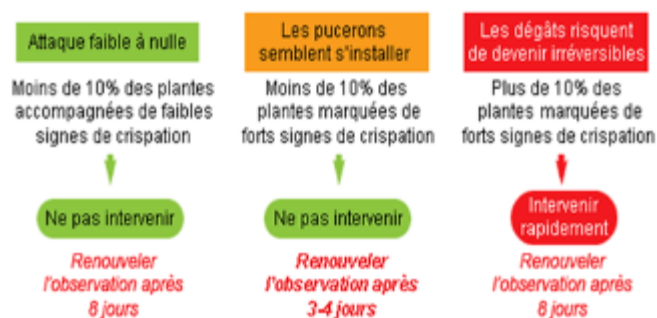 Attaque faible à nulle
Moins de 10% des plantes
accompagnées de faibles
signes de crispation
Ne pas intervenir
Renouveler
l'observation après
8 jours
Les pucerons
semblent s'installer
Moins de 10% des
plantes marquées de
forts signes de crispation
Ne pas intervenir
Renouveler
l'observation après
3-4 jours
Les dégâts risquent
de devenir irréversibles
Plus de 10% des
plantes marquées de
forts signes de crispation
Intervenir
rapidement
Renouveler
l'observation après
8 jours